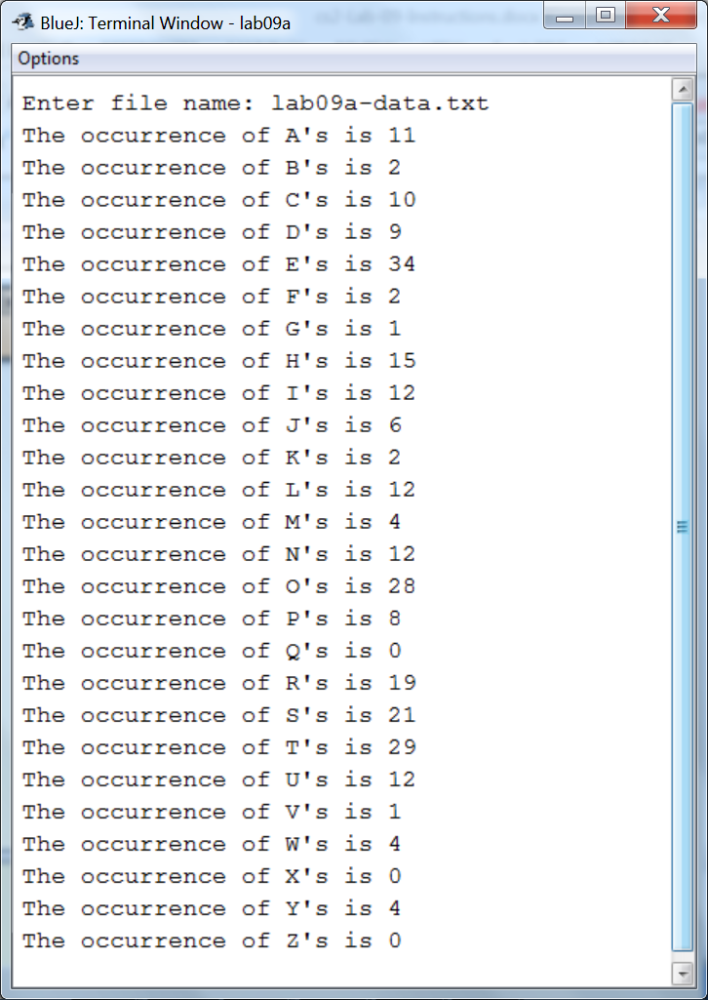 BlueJ: Terminal Window - lab09a
Options
Enter file name: lab09a-data.txt
The occurrence of A's is 11
The occurrence of B's is 2
The occurrence of C's is 10
The occurrence of D's is 9
The occurrence of E's is 34
The occurrence of F's is 2
The occurrence of G's is 1
The occurrence of H's is 15
The occurrence of I's is 12
The occurrence of J's is 6
The occurrence of K's is 2
The occurrence of L's is 12
The occurrence of M's is 4
The occurrence of N's is 12
The occurrence of O's is 28
The occurrence of P's is 8
The occurrence of Q's is 0
The occurrence of R's is 19
The occurrence of S's is 21
The occurrence of T's is 29
The occurrence of U's is 12
The occurrence of V's is 1
The occurrence of W's is 4
The occurrence of X's is 0
The occurrence of Y's is 4
The occurrence of Z's is 0